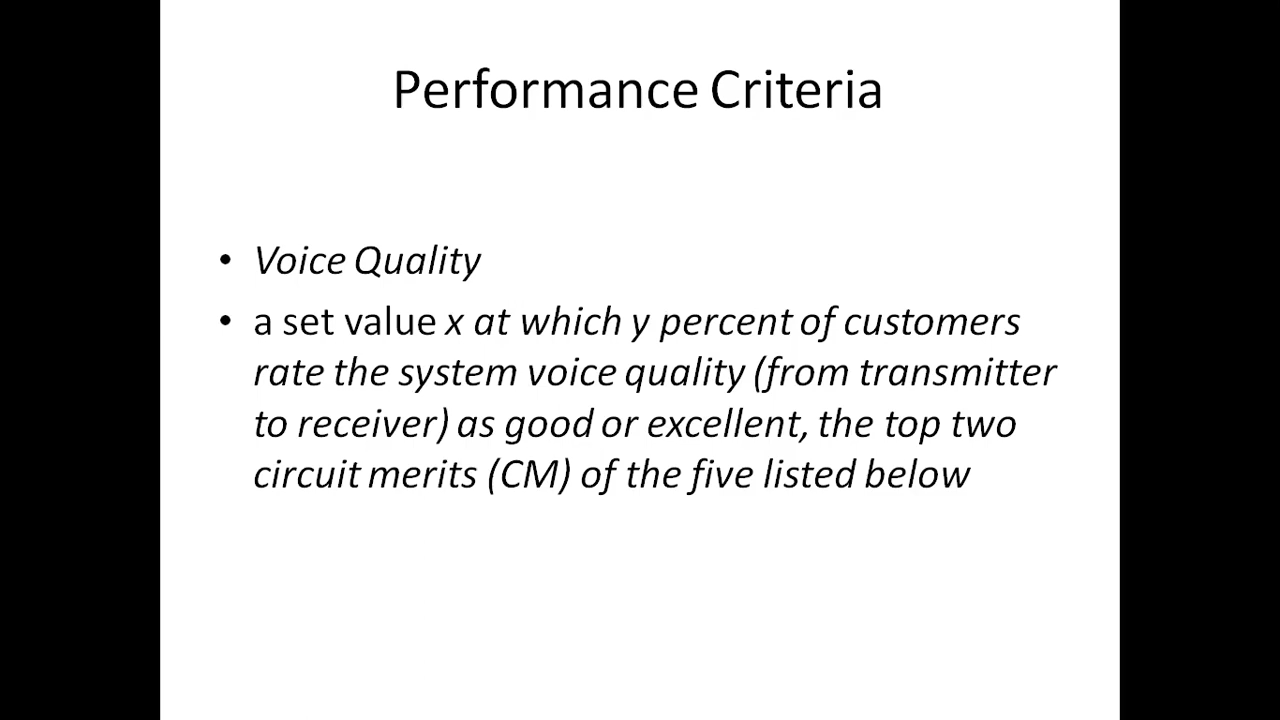 Performance Criteria
• Voice Quality
• a set value x at which y percent of customers
rate the system voice quality (from transmitter
to receiver) as good or excellent, the top two
circuit merits (CM) of the five listed below